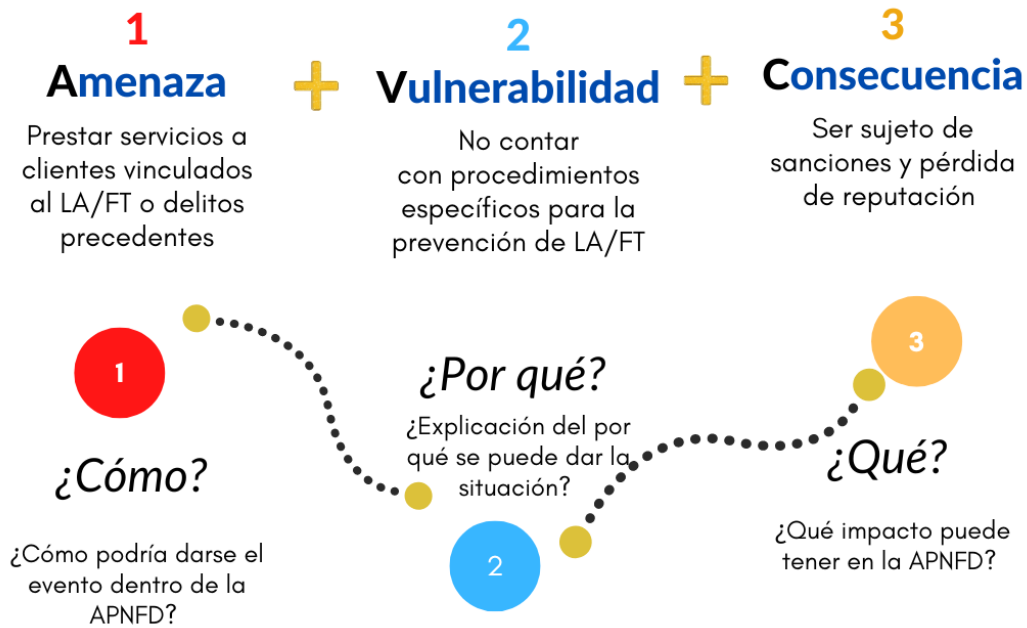 1
Amenaza
Prestar servicios a
clientes vinculados
al LA/FT o delitos
precedentes
+
2
Vulnerabilidad
No contar
con procedimientos
específicos para la
prevención de LA/FT
+
3
Consecuencia
Ser sujeto de
sanciones y pérdida
de reputación
1
¿Cómo?
¿Cómo podría darse el
evento dentro de la
APNFD?
¿Por qué?
¿Explicación del por
qué se puede dar la
situación?
2
3
¿Qué?
¿Qué impacto puede
tener en la APNFD?